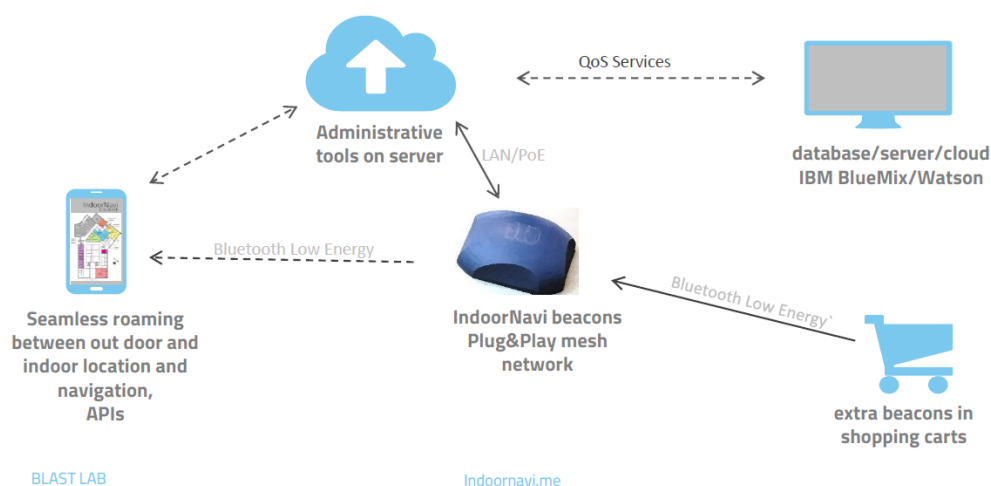 QoS Services
Administrative
tools on server
LAN/PoE
database/server/cloud
IBM BlueMix/Watson
IndoorNavi
Bluetooth Low Energy
Bluetooth Low Energy`
Seamless roaming
between out door and
indoor location and
navigation,
APIs
IndoorNavi beacons
Plug&Play mesh
network
extra beacons in
shopping carts
BLAST LAB
Indoornavi.me